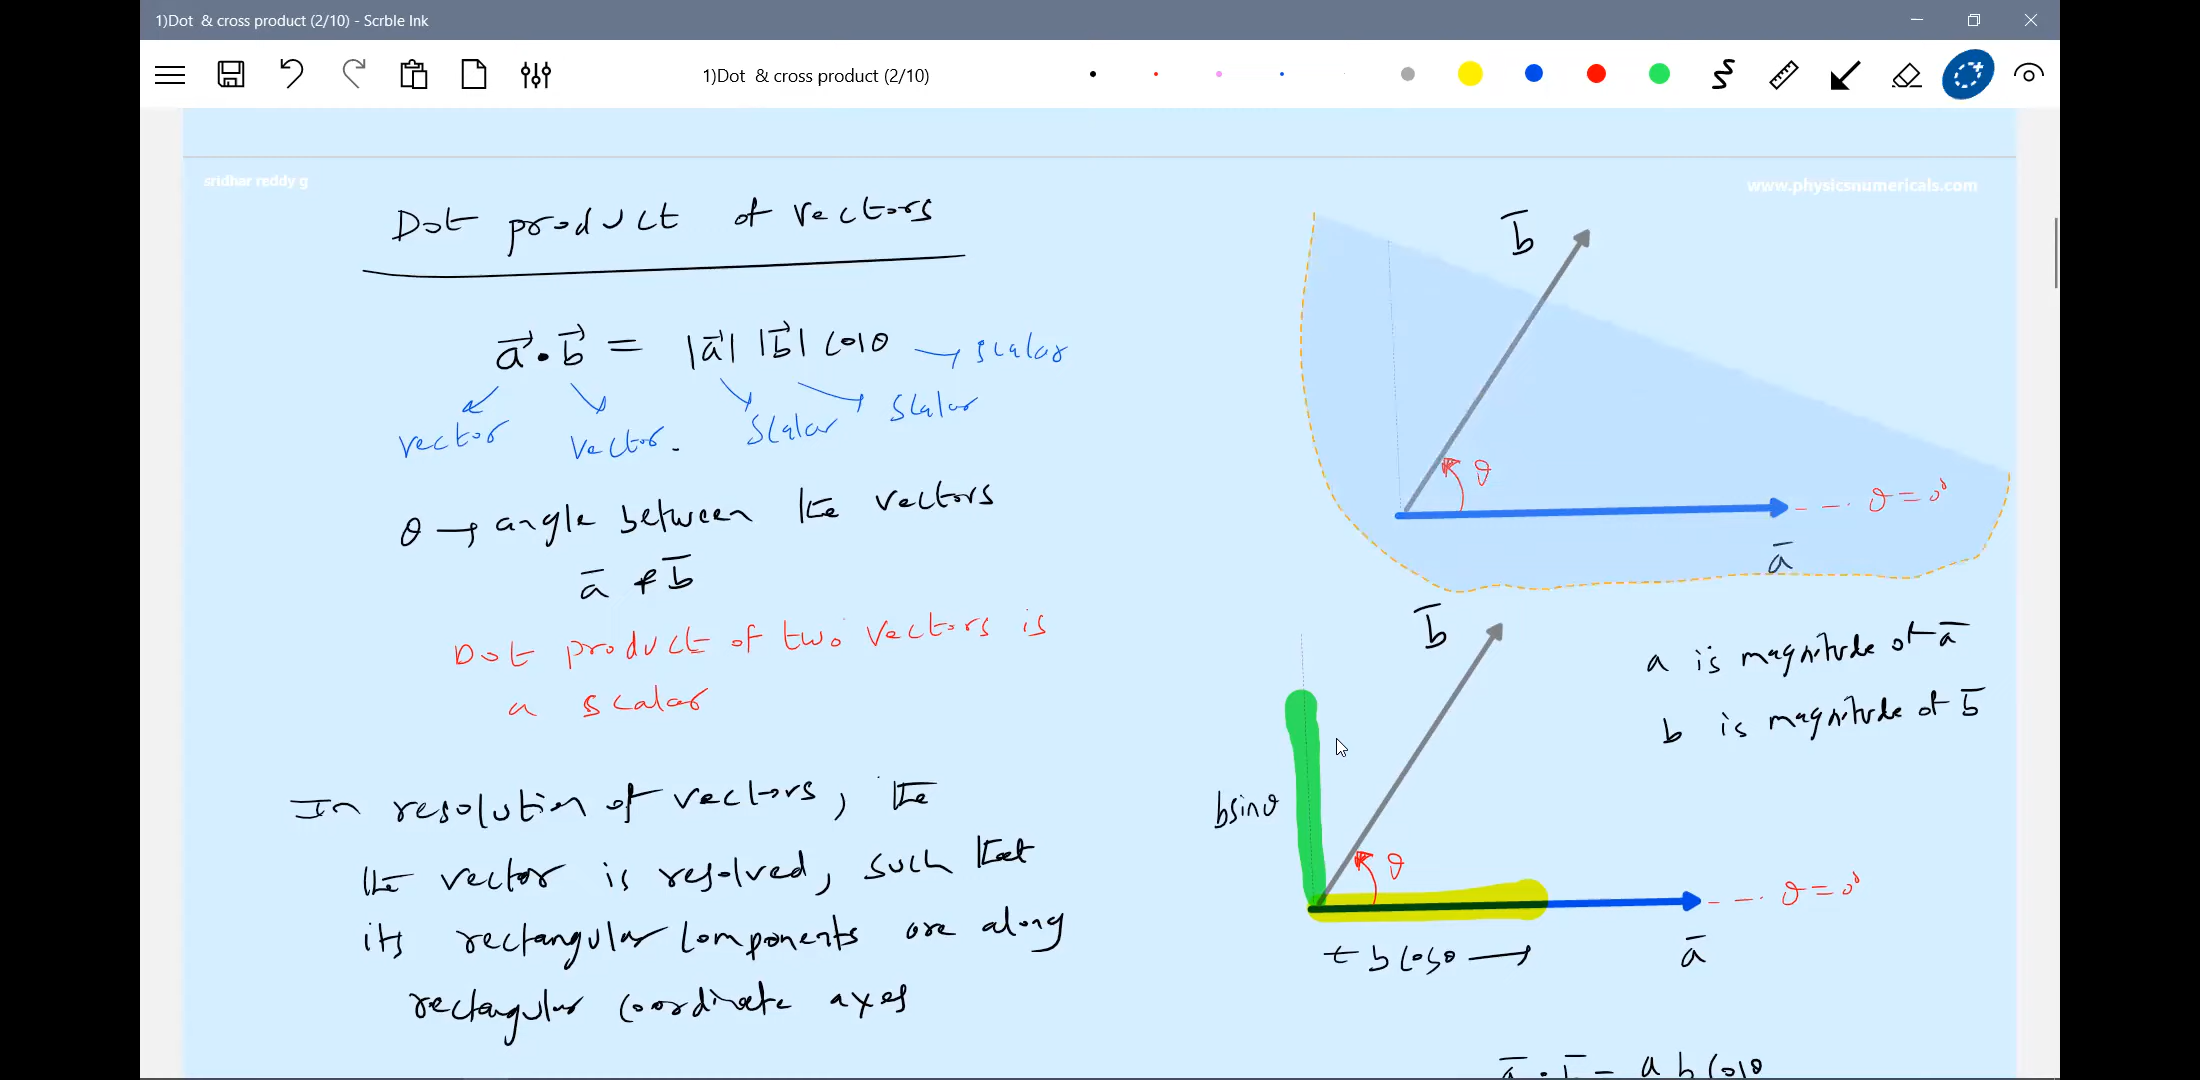 1)Dot & cross product (2/10) - Scrble Ink
1)Dot & cross product (2/10)
sridhar reddy g
www.physicsnumericals.com
Dot product of vectors
a⃗ • b⃗ = |a⃗| |b⃗| cosθ → scalar
vector vector. scalar scalar
θ → angle between the vectors
a̅ & b̅
Dot product of two vectors is
a scalar
In resolution of vectors, the
the vector is resolved, such that
its rectangular components are along
rectangular coordinate axes
b̅
θ
θ = 0°
a̅
b̅
a is magnitude of a̅
b is magnitude of b̅
bsinθ
θ
θ = 0°
← b cosθ →
a̅
a̅ • b̅ = a b cosθ